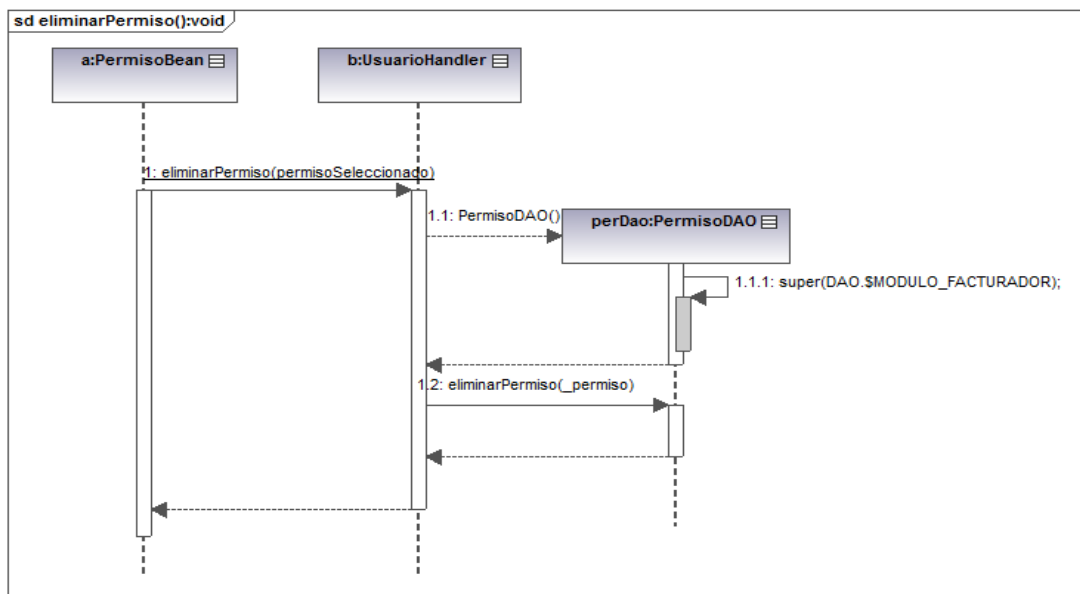 sd eliminarPermiso():void
a:PermisoBean
b:UsuarioHandler
1: eliminarPermiso(permisoSeleccionado)
1.1: PermisoDAO()
perDao:PermisoDAO
1.1.1: super(DAO.$MODULO_FACTURADOR);
1.2: eliminarPermiso(_permiso)